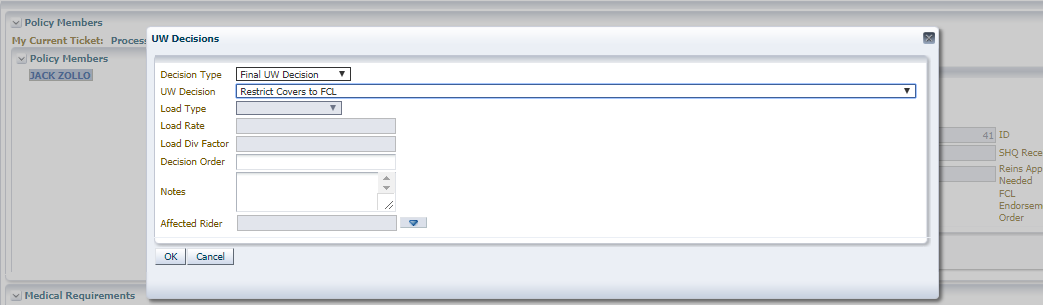 Policy Members
My Current Ticket: Process
Policy Members
JACK ZOLLO
UW Decisions
Decision Type Final UW Decision
UW Decision Restrict Covers to FCL
Load Type
Load Rate
Load Div Factor
Decision Order
Notes
Affected Rider
OK Cancel
41 ID
SHQ Rece
Reins App
Needed
FCL
Endorsem
Order
Medical Requirements